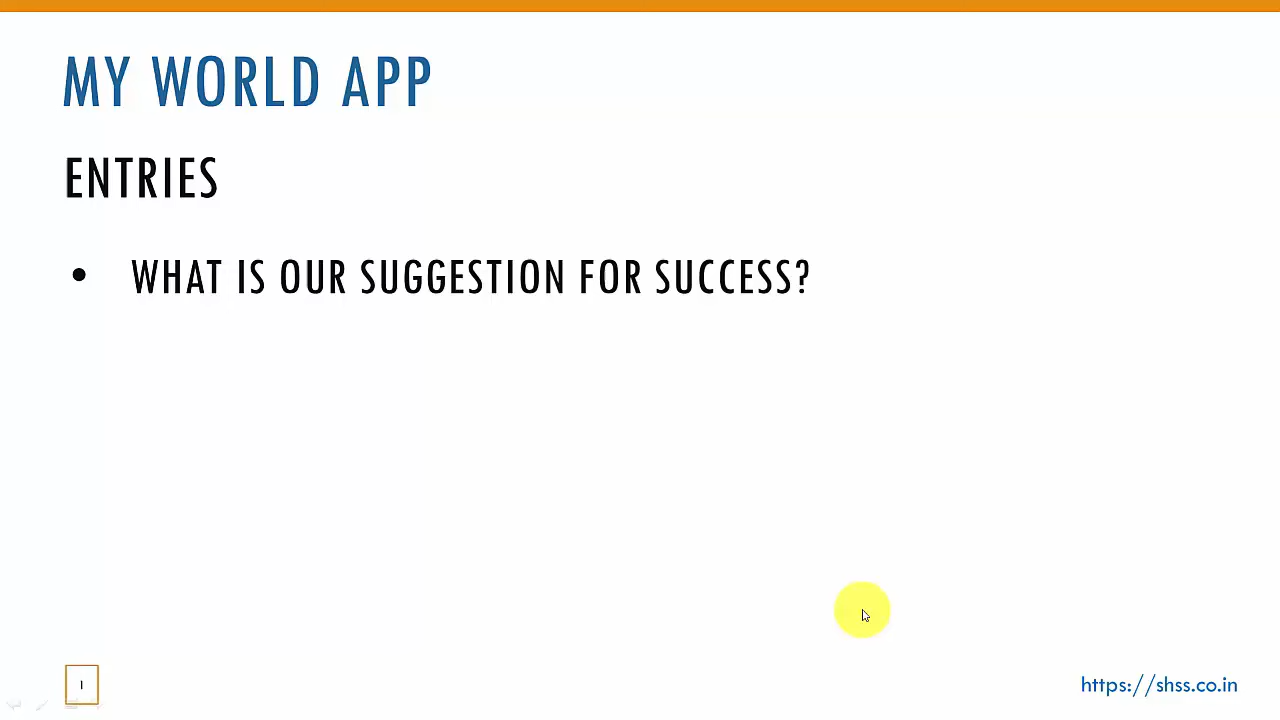 MY WORLD APP
ENTRIES
• WHAT IS OUR SUGGESTION FOR SUCCESS?
1
https://shss.co.in